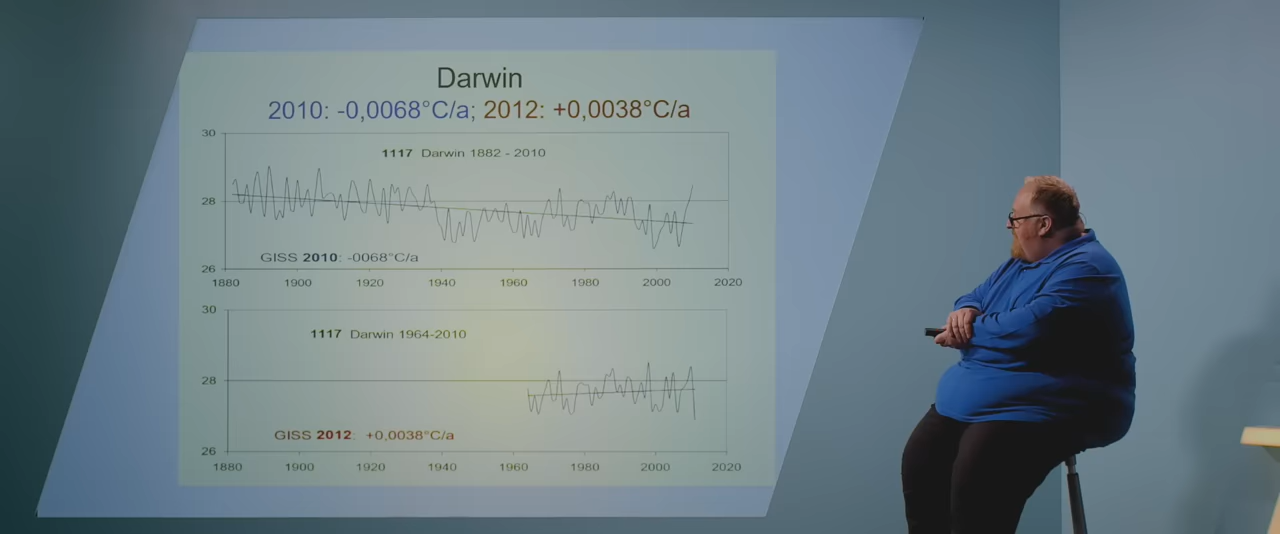 Darwin
2010: -0,0068°C/a; 2012: +0,0038°C/a
30
1117 Darwin 1882 - 2010
28
GISS 2010: -0068°C/a
26
1880 1900 1920 1940 1960 1980 2000 2020
30
1117 Darwin 1964-2010
28
GISS 2012: +0,0038°C/a
26
1880 1900 1920 1940 1960 1980 2000 2020